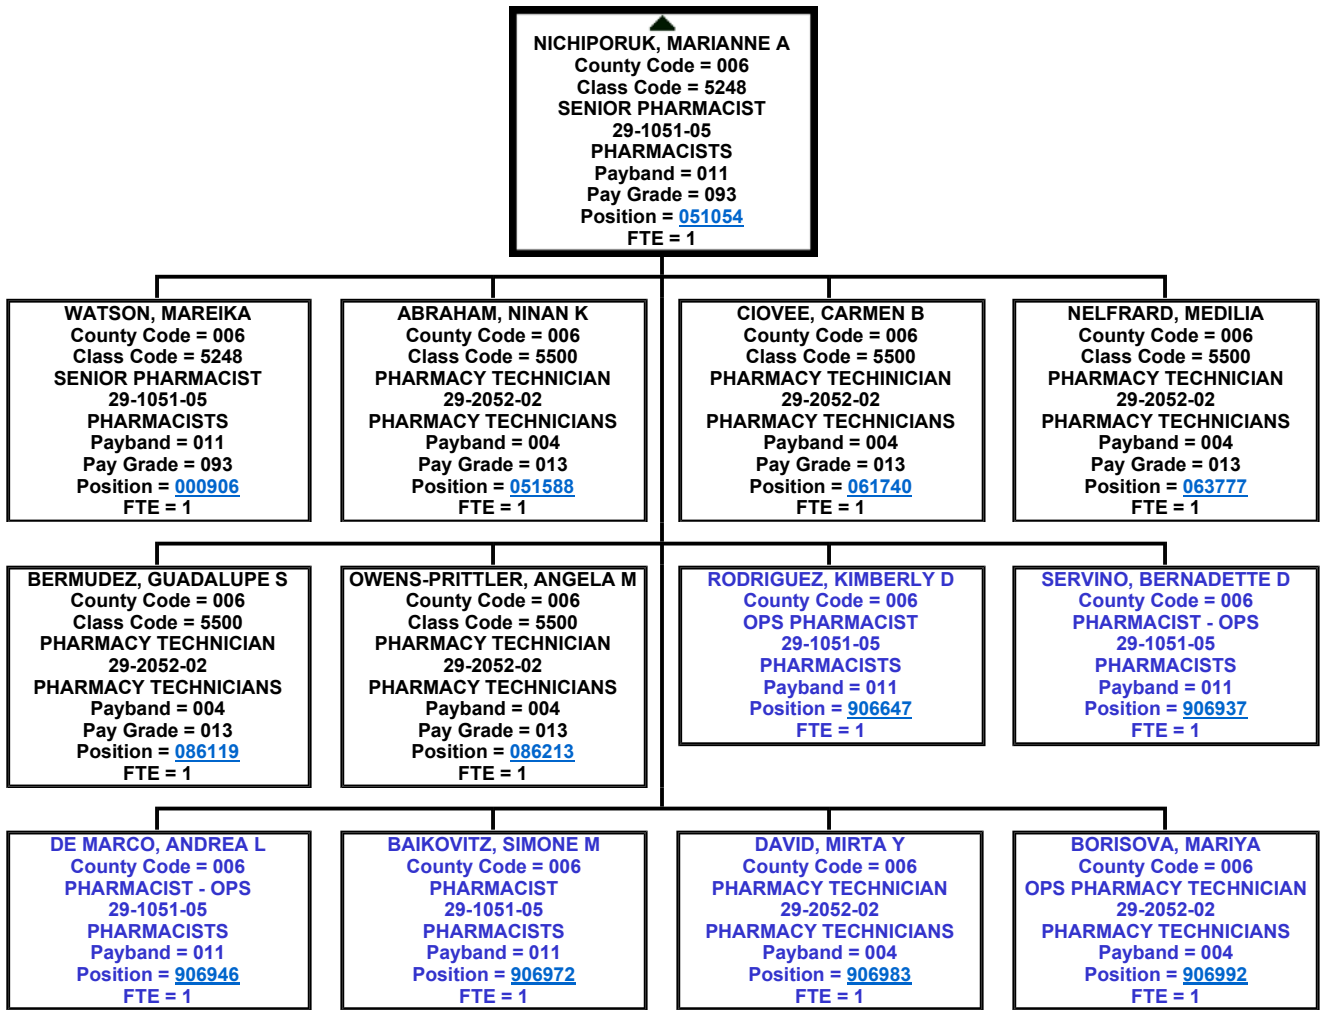 NICHIPORUK, MARIANNE A
County Code = 006
Class Code = 5248
SENIOR PHARMACIST
29-1051-05
PHARMACISTS
Payband = 011
Pay Grade = 093
Position = 051054
FTE = 1
WATSON, MAREIKA
County Code = 006
Class Code = 5248
SENIOR PHARMACIST
29-1051-05
PHARMACISTS
Payband = 011
Pay Grade = 093
Position = 000906
FTE = 1
ABRAHAM, NINAN K
County Code = 006
Class Code = 5500
PHARMACY TECHNICIAN
29-2052-02
PHARMACY TECHNICIANS
Payband = 004
Pay Grade = 013
Position = 051588
FTE = 1
CIOVEE, CARMEN B
County Code = 006
Class Code = 5500
PHARMACY TECHINICIAN
29-2052-02
PHARMACY TECHNICIANS
Payband = 004
Pay Grade = 013
Position = 061740
FTE = 1
NELFRARD, MEDILIA
County Code = 006
Class Code = 5500
PHARMACY TECHNICIAN
29-2052-02
PHARMACY TECHNICIANS
Payband = 004
Pay Grade = 013
Position = 063777
FTE = 1
BERMUDEZ, GUADALUPE S
County Code = 006
Class Code = 5500
PHARMACY TECHNICIAN
29-2052-02
PHARMACY TECHNICIANS
Payband = 004
Pay Grade = 013
Position = 086119
FTE = 1
OWENS-PRITTLER, ANGELA M
County Code = 006
Class Code = 5500
PHARMACY TECHNICIAN
29-2052-02
PHARMACY TECHNICIANS
Payband = 004
Pay Grade = 013
Position = 086213
FTE = 1
RODRIGUEZ, KIMBERLY D
County Code = 006
OPS PHARMACIST
29-1051-05
PHARMACISTS
Payband = 011
Position = 906647
FTE = 1
SERVINO, BERNADETTE D
County Code = 006
PHARMACIST - OPS
29-1051-05
PHARMACISTS
Payband = 011
Position = 906937
FTE = 1
DE MARCO, ANDREA L
County Code = 006
PHARMACIST - OPS
29-1051-05
PHARMACISTS
Payband = 011
Position = 906946
FTE = 1
BAIKOVITZ, SIMONE M
County Code = 006
PHARMACIST
29-1051-05
PHARMACISTS
Payband = 011
Position = 906972
FTE = 1
DAVID, MIRTA Y
County Code = 006
PHARMACY TECHNICIAN
29-2052-02
PHARMACY TECHNICIANS
Payband = 004
Position = 906983
FTE = 1
BORISOVA, MARIYA
County Code = 006
OPS PHARMACY TECHNICIAN
29-2052-02
PHARMACY TECHNICIANS
Payband = 004
Position = 906992
FTE = 1